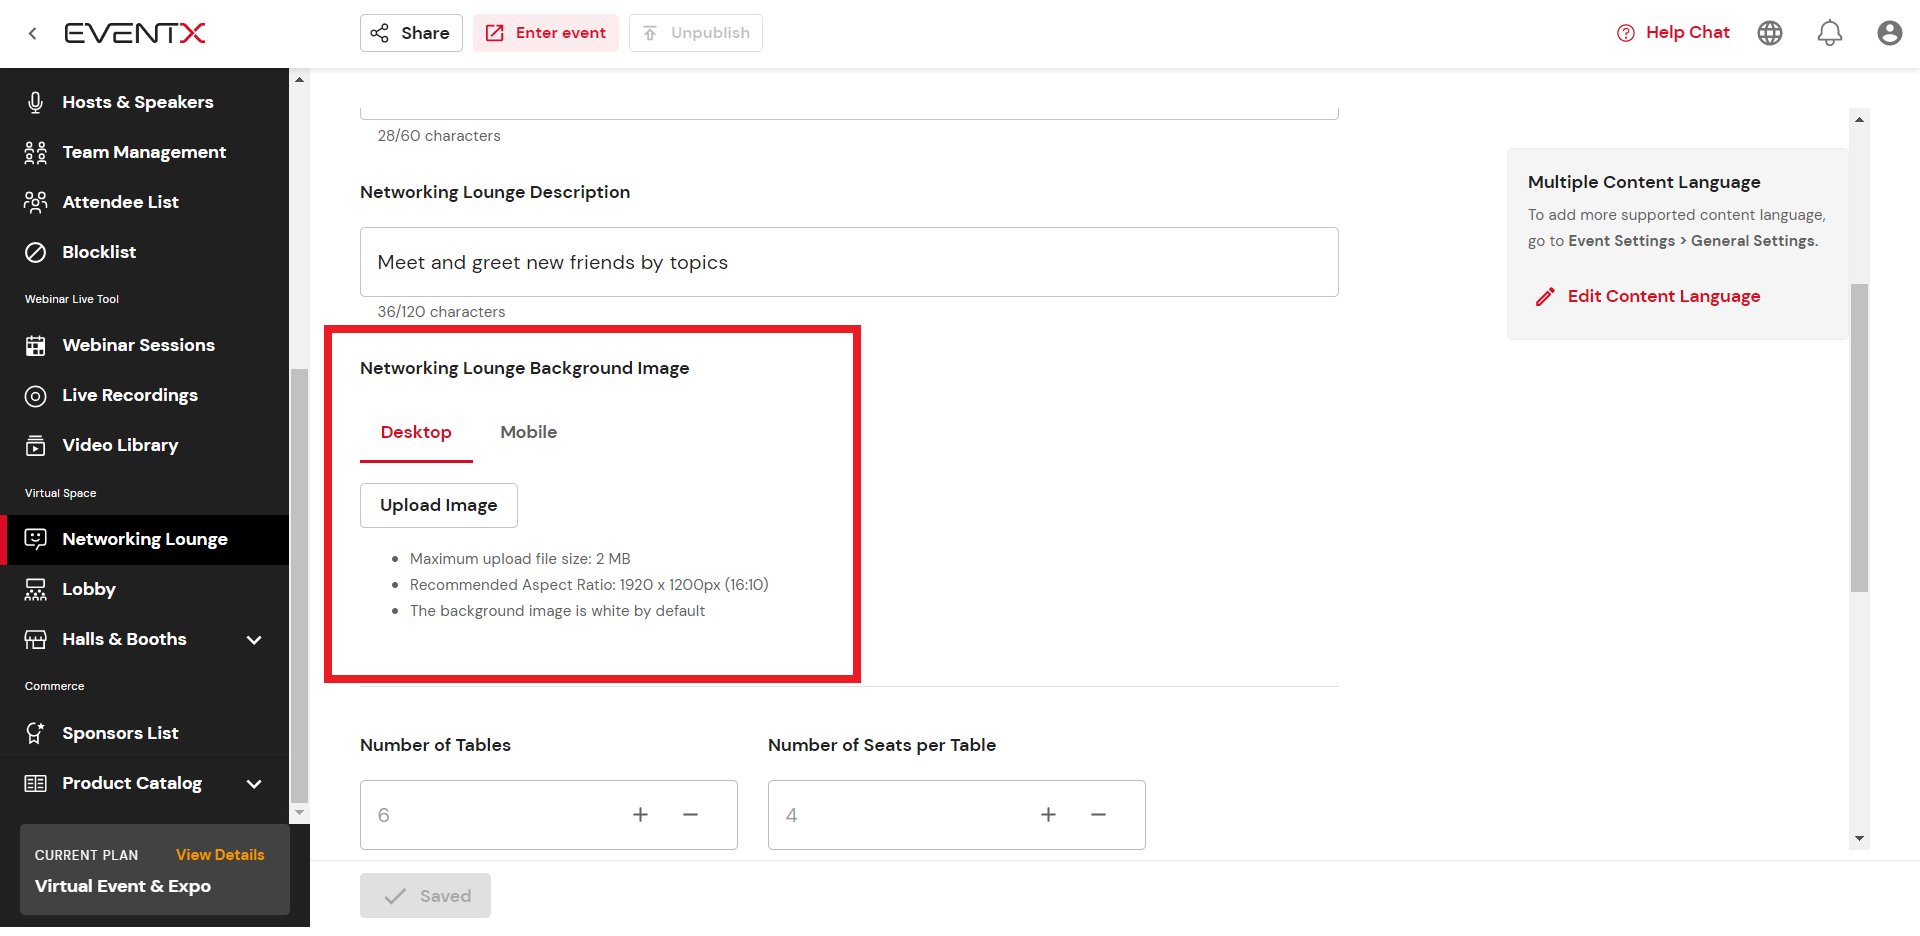 EVENTX
Share
Enter event
Unpublish
Help Chat
Hosts & Speakers
Team Management
Attendee List
Blocklist
Webinar Live Tool
Webinar Sessions
Live Recordings
Video Library
Virtual Space
Networking Lounge
Lobby
Halls & Booths
Commerce
Sponsors List
Product Catalog
CURRENT PLAN View Details
Virtual Event & Expo
28/60 characters
Networking Lounge Description
Meet and greet new friends by topics
36/120 characters
Networking Lounge Background Image
Desktop Mobile
Upload Image
Maximum upload file size: 2 MB
Recommended Aspect Ratio: 1920 x 1200px (16:10)
The background image is white by default
Number of Tables
6
Number of Seats per Table
4
Saved
Multiple Content Language
To add more supported content language,
go to Event Settings > General Settings.
Edit Content Language